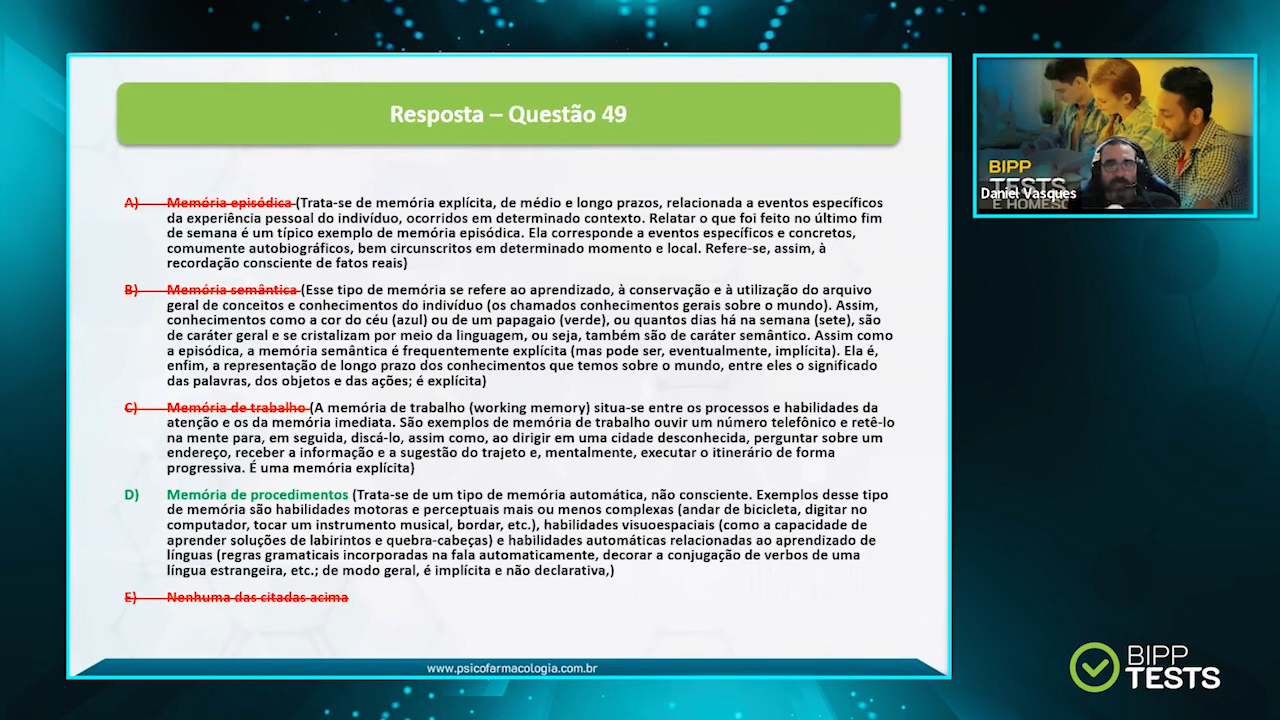 Resposta – Questão 49
A) Memória episódica (Trata-se de memória explícita, de médio e longo prazos, relacionada a eventos específicos
da experiência pessoal do indivíduo, ocorridos em determinado contexto. Relatar o que foi feito no último fim
de semana é um típico exemplo de memória episódica. Ela corresponde a eventos específicos e concretos,
comumente autobiográficos, bem circunscritos em determinado momento e local. Refere-se, assim, à
recordação consciente de fatos reais)
B) Memória semântica (Esse tipo de memória se refere ao aprendizado, à conservação e à utilização do arquivo
geral de conceitos e conhecimentos do indivíduo (os chamados conhecimentos gerais sobre o mundo). Assim,
conhecimentos como a cor do céu (azul) ou de um papagaio (verde), ou quantos dias há na semana (sete), são
de caráter geral e se cristalizam por meio da linguagem, ou seja, também são de caráter semântico. Assim como
a episódica, a memória semântica é frequentemente explícita (mas pode ser, eventualmente, implícita). Ela é,
enfim, a representação de longo prazo dos conhecimentos que temos sobre o mundo, entre eles o significado
das palavras, dos objetos e das ações; é explícita)
C) Memória de trabalho (A memória de trabalho (working memory) situa-se entre os processos e habilidades da
atenção e os da memória imediata. São exemplos de memória de trabalho ouvir um número telefônico e retê-lo
na mente para, em seguida, discá-lo, assim como, ao dirigir em uma cidade desconhecida, perguntar sobre um
endereço, receber a informação e a sugestão do trajeto e, mentalmente, executar o itinerário de forma
progressiva. É uma memória explícita)
D) Memória de procedimentos (Trata-se de um tipo de memória automática, não consciente. Exemplos desse tipo
de memória são habilidades motoras e perceptuais mais ou menos complexas (andar de bicicleta, digitar no
computador, tocar um instrumento musical, bordar, etc.), habilidades visuoespaciais (como a capacidade de
aprender soluções de labirintos e quebra-cabeças) e habilidades automáticas relacionadas ao aprendizado de
línguas (regras gramaticais incorporadas na fala automaticamente, decorar a conjugação de verbos de uma
língua estrangeira, etc.; de modo geral, é implícita e não declarativa,)
E) Nenhuma das citadas acima
www.psicofarmacologia.com.br
BIPP
TESTS
Daniel Vasques
BIPP
TESTS